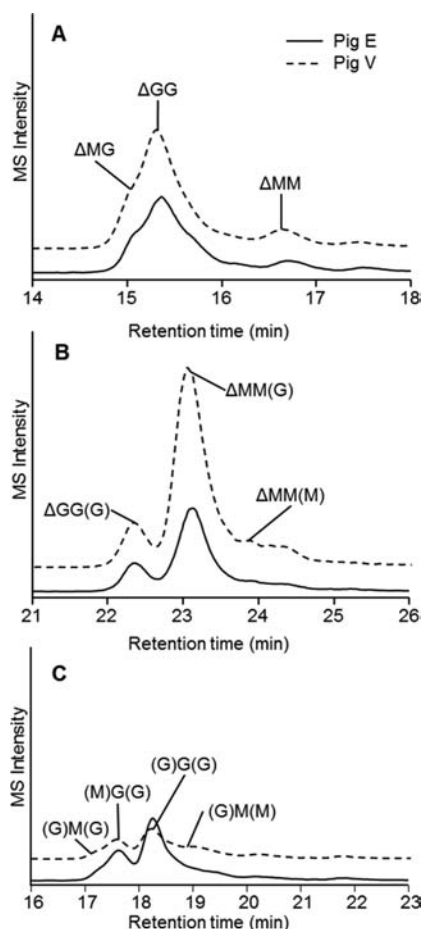 A
Pig E
Pig V
ΔGG
ΔMG
ΔMM
MS Intensity
14 15 16 17 18
Retention time (min)
B
ΔMM(G)
ΔGG(G)
ΔMM(M)
MS Intensity
21 22 23 24 25 26
Retention time (min)
C
(G)G(G)
(M)G(G)
(G)M(G)
(G)M(M)
MS Intensity
16 17 18 19 20 21 22 23
Retention time (min)